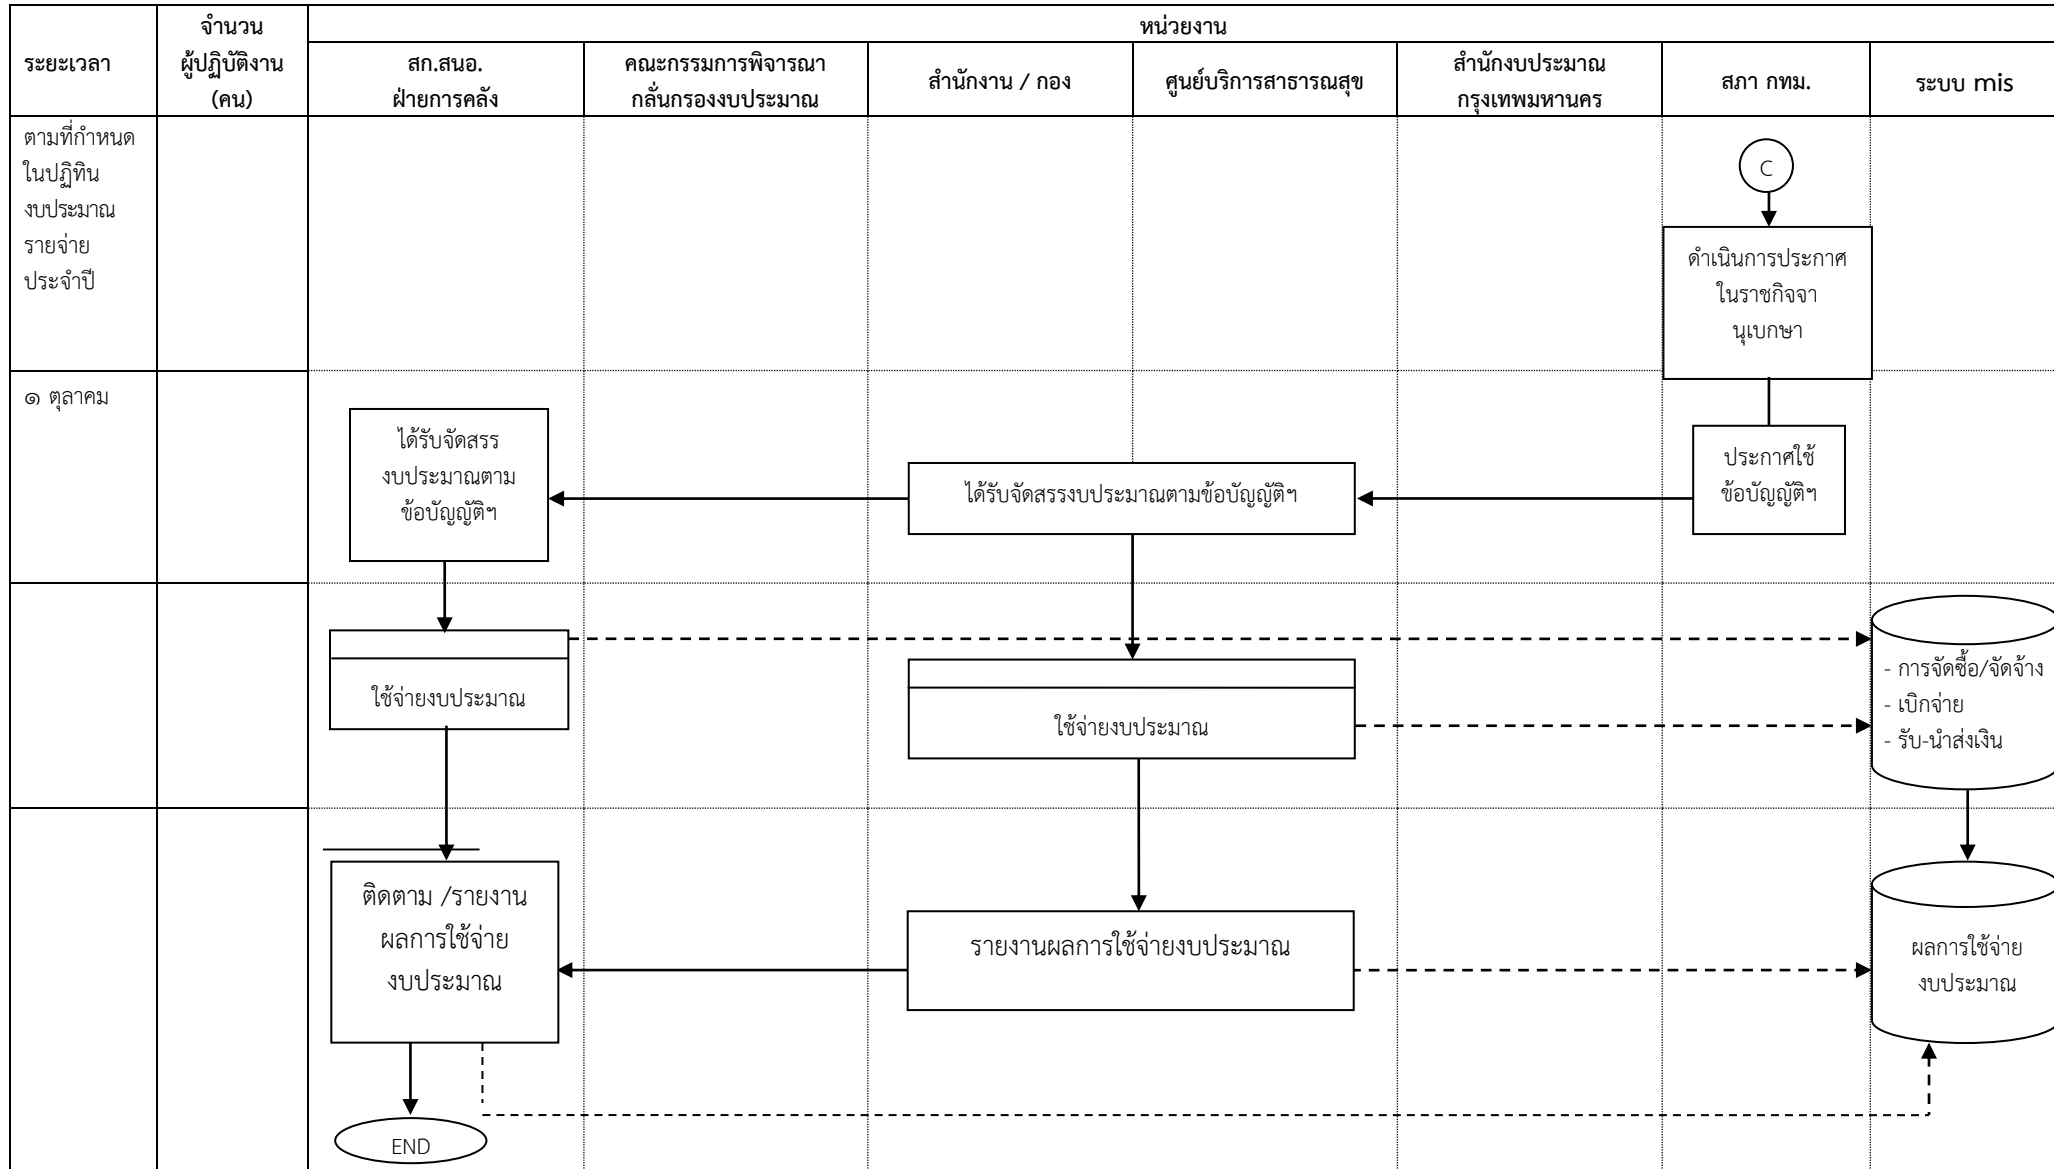 ระยะเวลา
จำนวน
ผู้ปฏิบัติงาน
(คน)
หน่วยงาน
สก.สนอ.
ฝ่ายการคลัง
คณะกรรมการพิจารณา
กลั่นกรองงบประมาณ
สำนักงาน / กอง
ศูนย์บริการสาธารณสุข
สำนักงบประมาณ
กรุงเทพมหานคร
สภา กทม.
ระบบ mis
ตามที่กำหนด
ในปฏิทิน
งบประมาณ
รายจ่าย
ประจำปี
C
ดำเนินการประกาศ
ในราชกิจจา
นุเบกษา
๑ ตุลาคม
ได้รับจัดสรร
งบประมาณตาม
ข้อบัญญัติฯ
ได้รับจัดสรรงบประมาณตามข้อบัญญัติฯ
ประกาศใช้
ข้อบัญญัติฯ
ใช้จ่ายงบประมาณ
ใช้จ่ายงบประมาณ
- การจัดซื้อ/จัดจ้าง
- เบิกจ่าย
- รับ-นำส่งเงิน
ติดตาม /รายงาน
ผลการใช้จ่าย
งบประมาณ
รายงานผลการใช้จ่ายงบประมาณ
ผลการใช้จ่าย
งบประมาณ
END